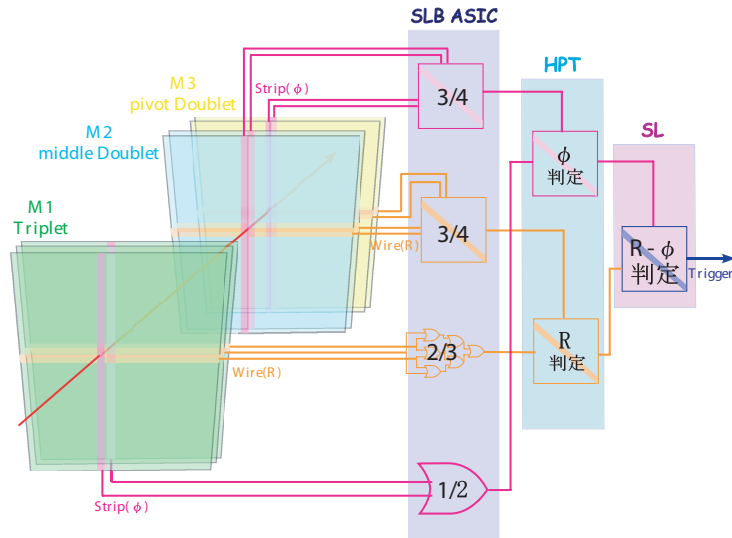 SLB ASIC
HPT
SL
M3
pivot Doublet
M2
middle Doublet
M1
Triplet
Strip(φ)
3/4
φ
判定
Wire(R)
3/4
R-φ
判定
Trigger
2/3
R
判定
Wire(R)
1/2
Strip(φ)